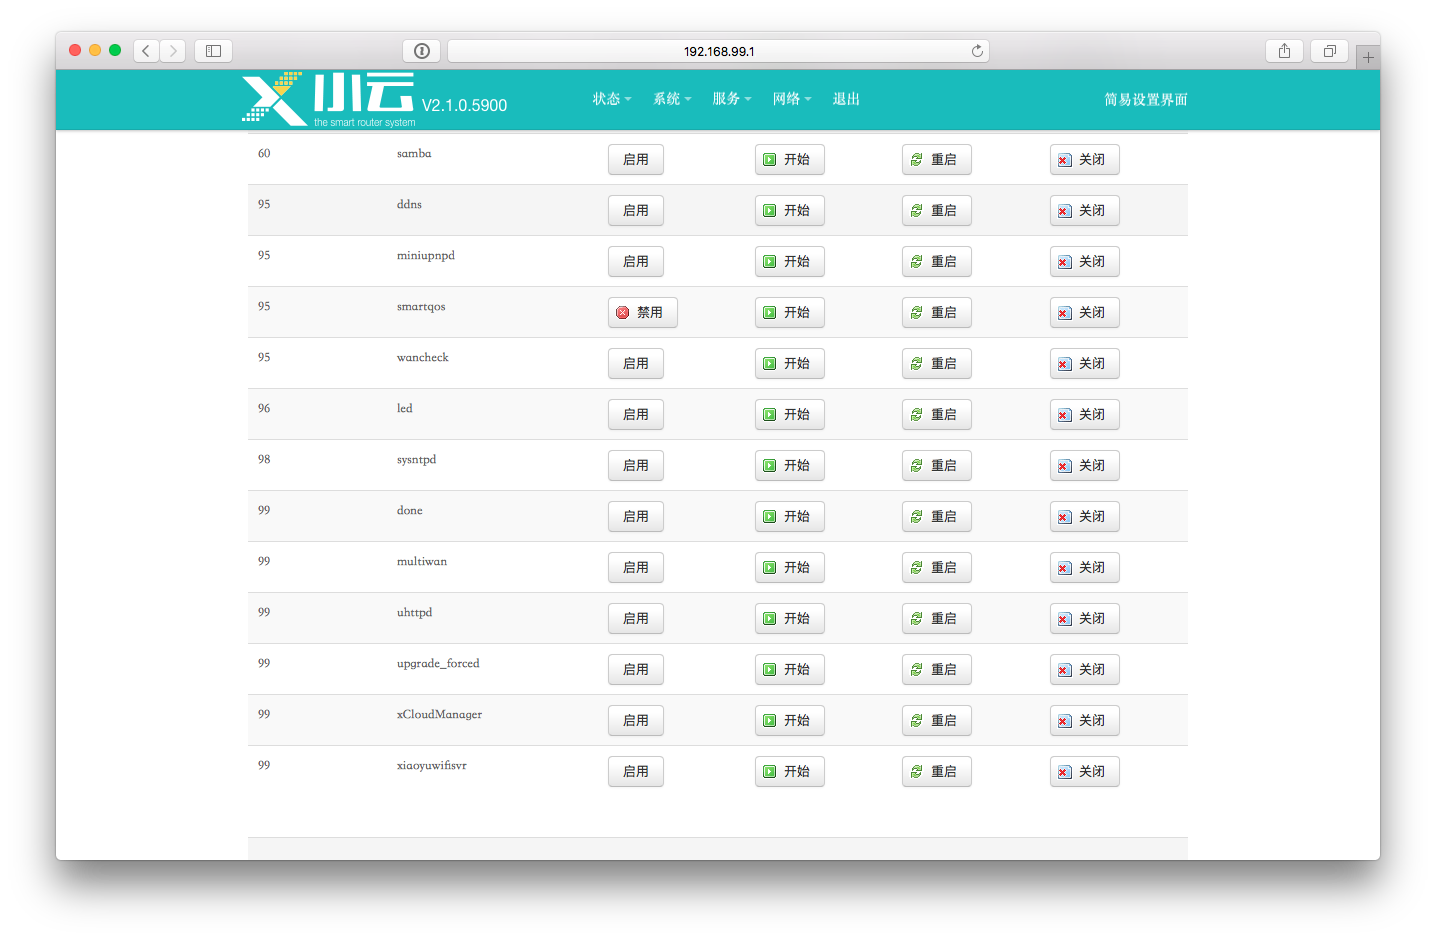 192.168.99.1
小云 V2.1.0.5900
the smart router system
状态 系统 服务 网络 退出 简易设置界面
60 samba 启用 开始 重启 关闭
95 ddns 启用 开始 重启 关闭
95 miniupnpd 启用 开始 重启 关闭
95 smartqos 禁用 开始 重启 关闭
95 wancheck 启用 开始 重启 关闭
96 led 启用 开始 重启 关闭
98 sysntpd 启用 开始 重启 关闭
99 done 启用 开始 重启 关闭
99 multiwan 启用 开始 重启 关闭
99 uhttpd 启用 开始 重启 关闭
99 upgrade_forced 启用 开始 重启 关闭
99 xCloudManager 启用 开始 重启 关闭
99 xiaoyuwifisvr 启用 开始 重启 关闭